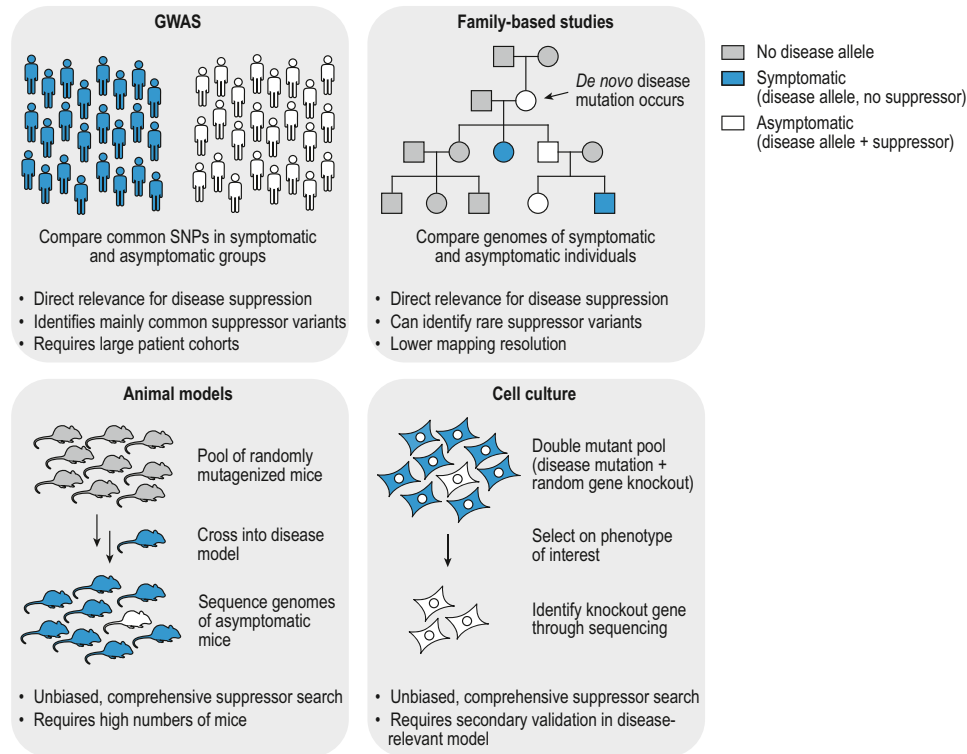 GWAS
Compare common SNPs in symptomatic
and asymptomatic groups
• Direct relevance for disease suppression
• Identifies mainly common suppressor variants
• Requires large patient cohorts
Family-based studies
De novo disease
mutation occurs
Compare genomes of symptomatic
and asymptomatic individuals
• Direct relevance for disease suppression
• Can identify rare suppressor variants
• Lower mapping resolution
No disease allele
Symptomatic
(disease allele, no suppressor)
Asymptomatic
(disease allele + suppressor)
Animal models
Pool of randomly
mutagenized mice
Cross into disease
model
Sequence genomes
of asymptomatic
mice
• Unbiased, comprehensive suppressor search
• Requires high numbers of mice
Cell culture
Double mutant pool
(disease mutation +
random gene knockout)
Select on phenotype
of interest
Identify knockout gene
through sequencing
• Unbiased, comprehensive suppressor search
• Requires secondary validation in disease-
relevant model